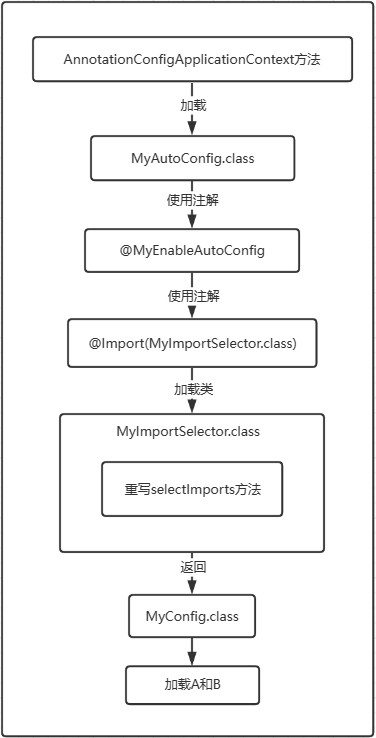 AnnotationConfigApplicationContext方法
加载
MyAutoConfig.class
使用注解
@MyEnableAutoConfig
使用注解
@Import(MyImportSelector.class)
加载类
MyImportSelector.class
重写selectImports方法
返回
MyConfig.class
加载A和B